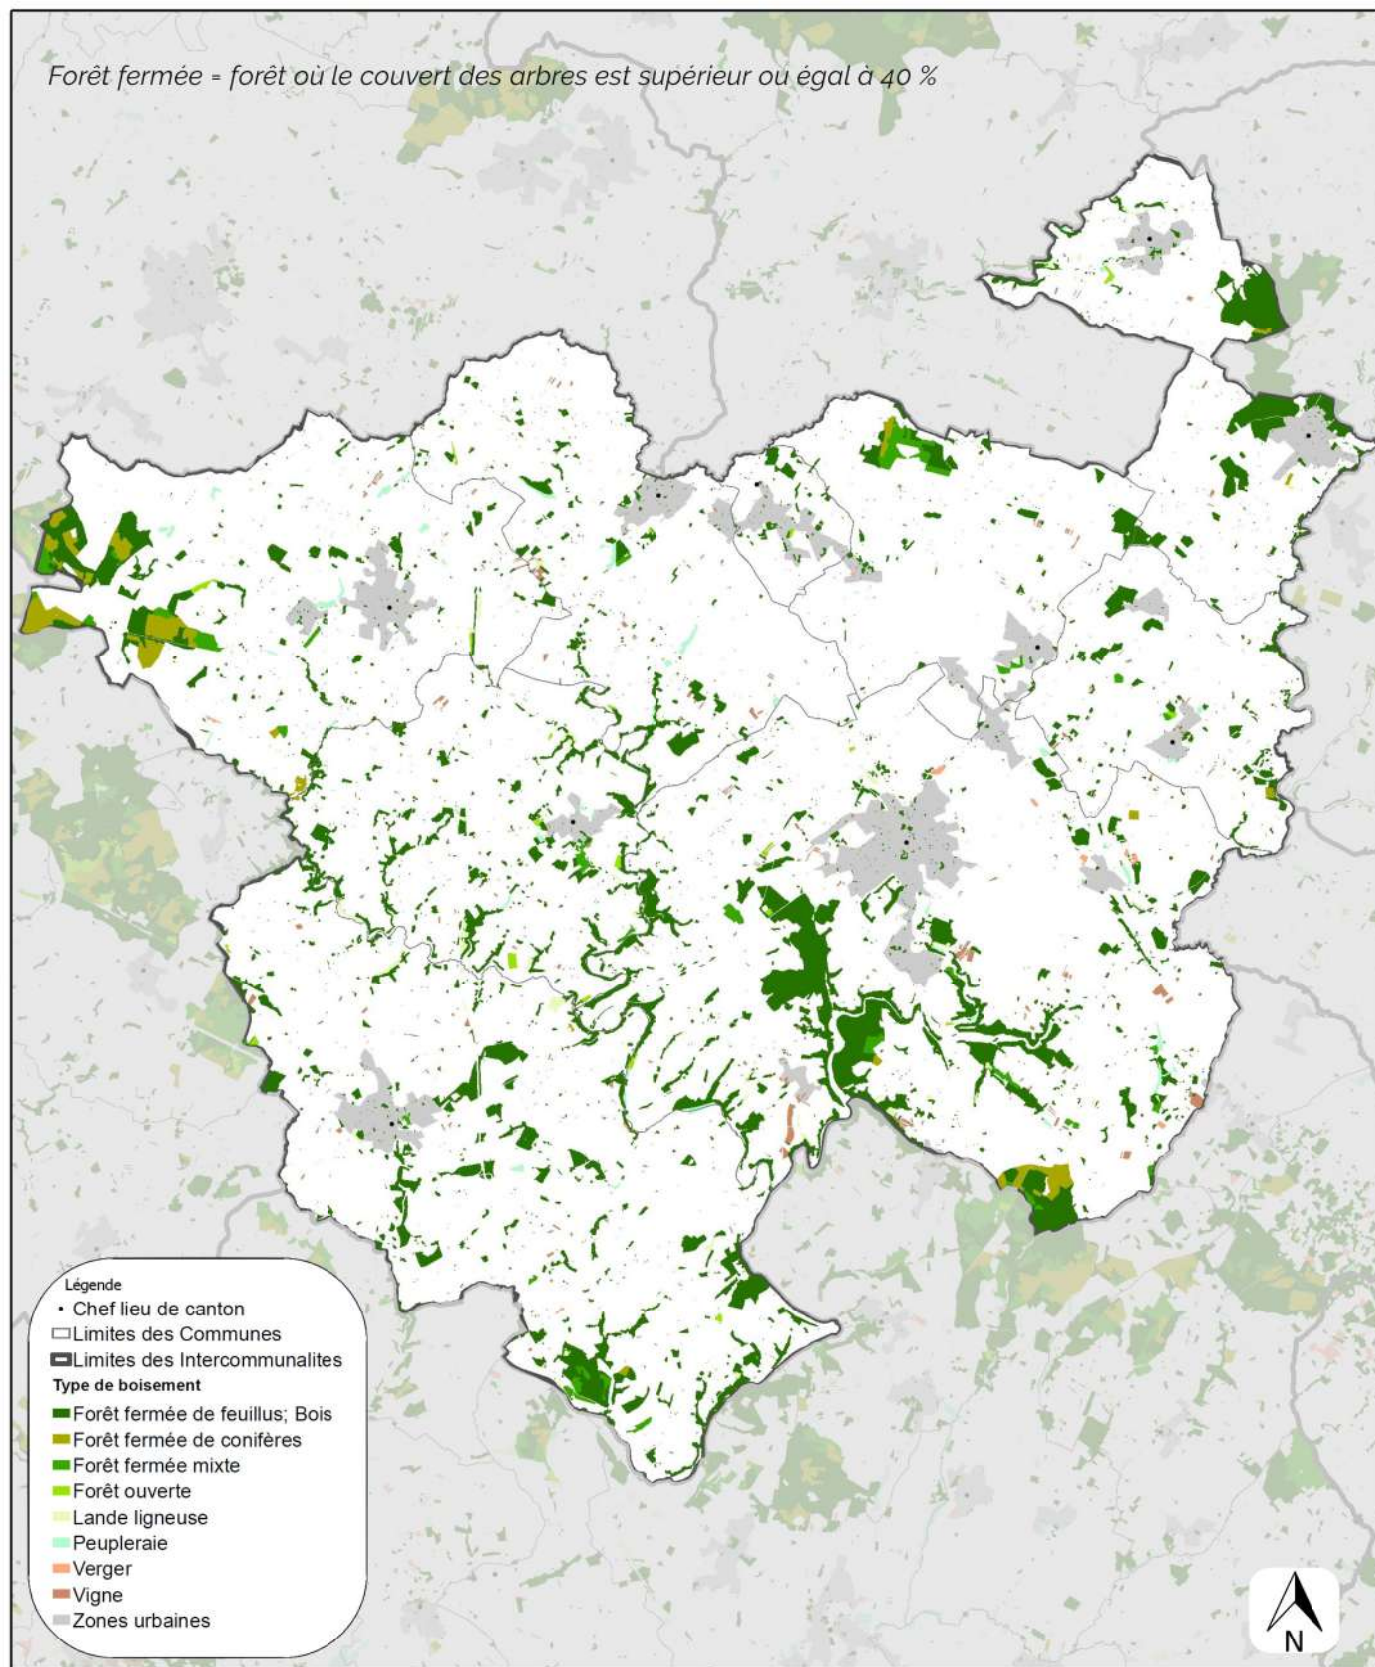 Forêt fermée = forêt où le couvert des arbres est supérieur ou égal à 40 %
Légende
Chef lieu de canton
Limites des Communes
Limites des Intercommunalites
Type de boisement
Forêt fermée de feuillus; Bois
Forêt fermée de conifères
Forêt fermée mixte
Forêt ouverte
Lande ligneuse
Peupleraie
Verger
Vigne
Zones urbaines
N